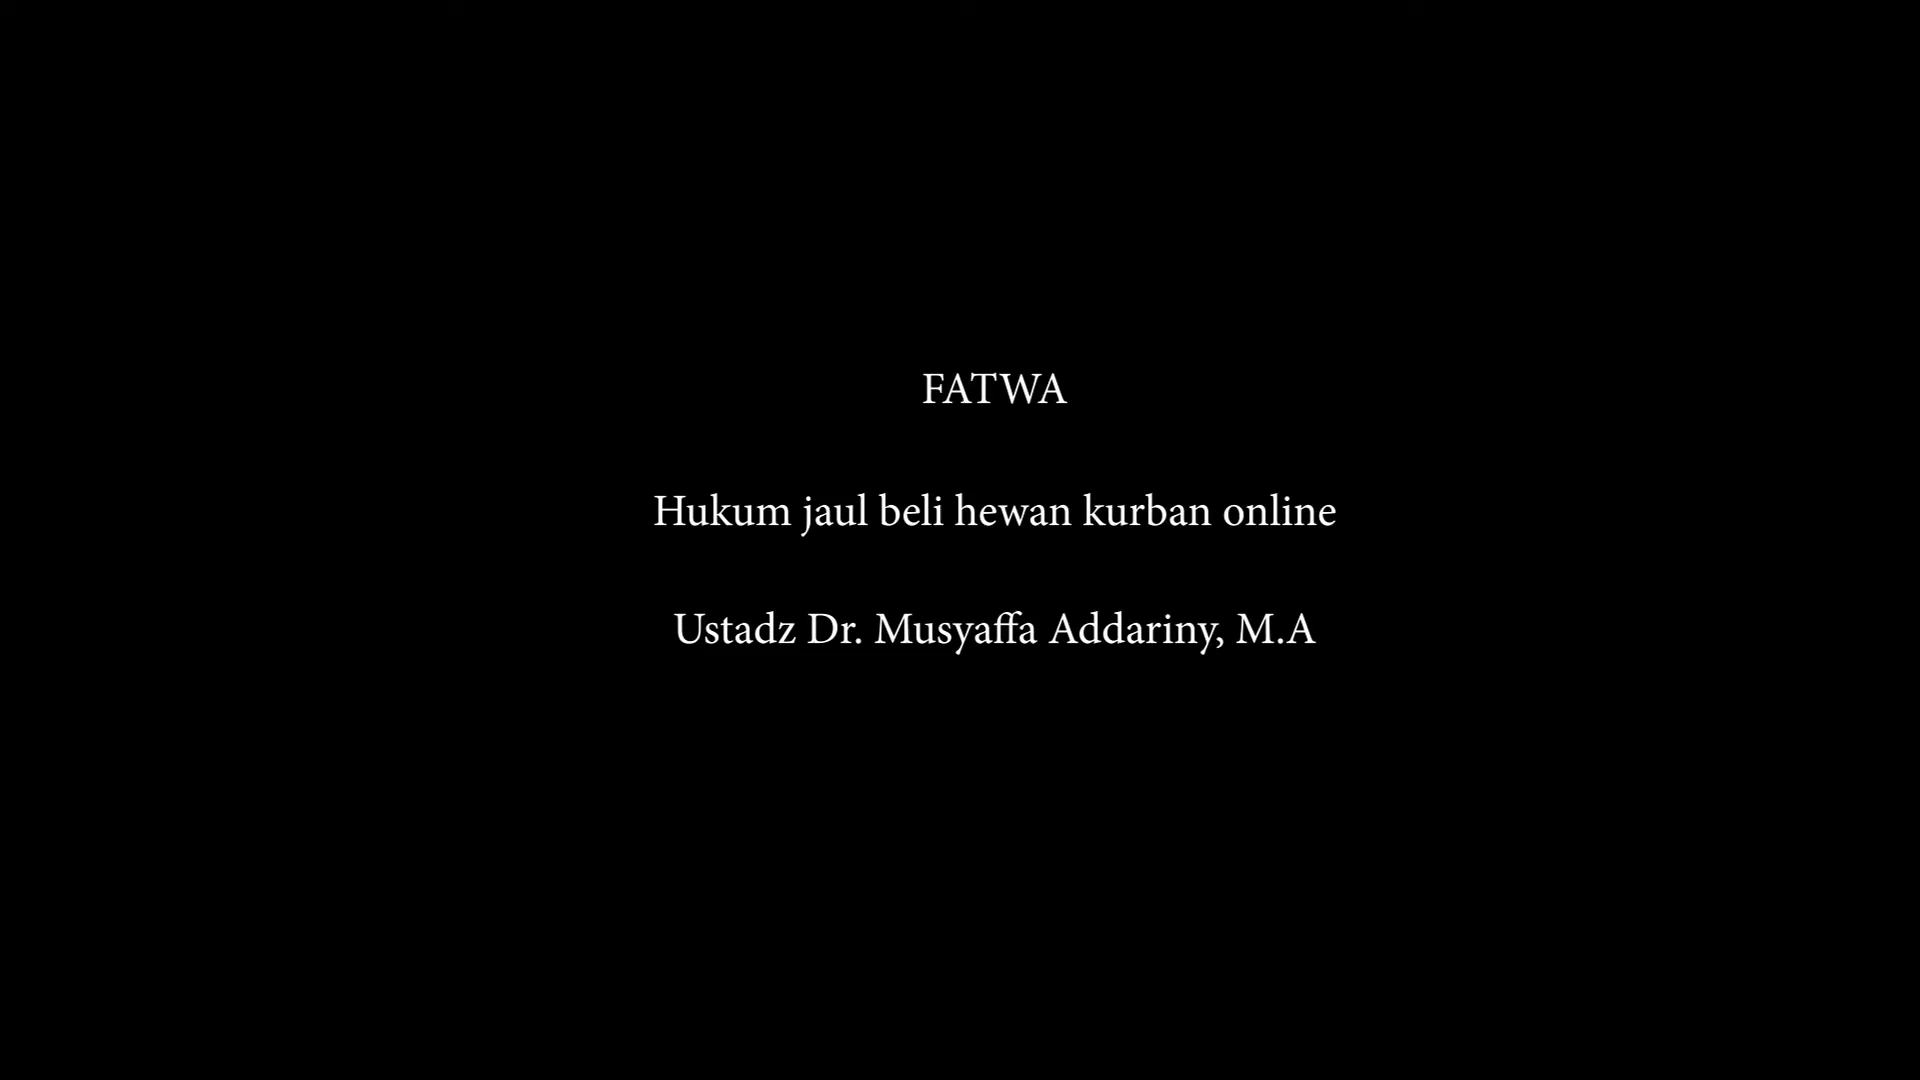 FATWA
Hukum jaul beli hewan kurban online
Ustadz Dr. Musyaffa Addariny, M.A